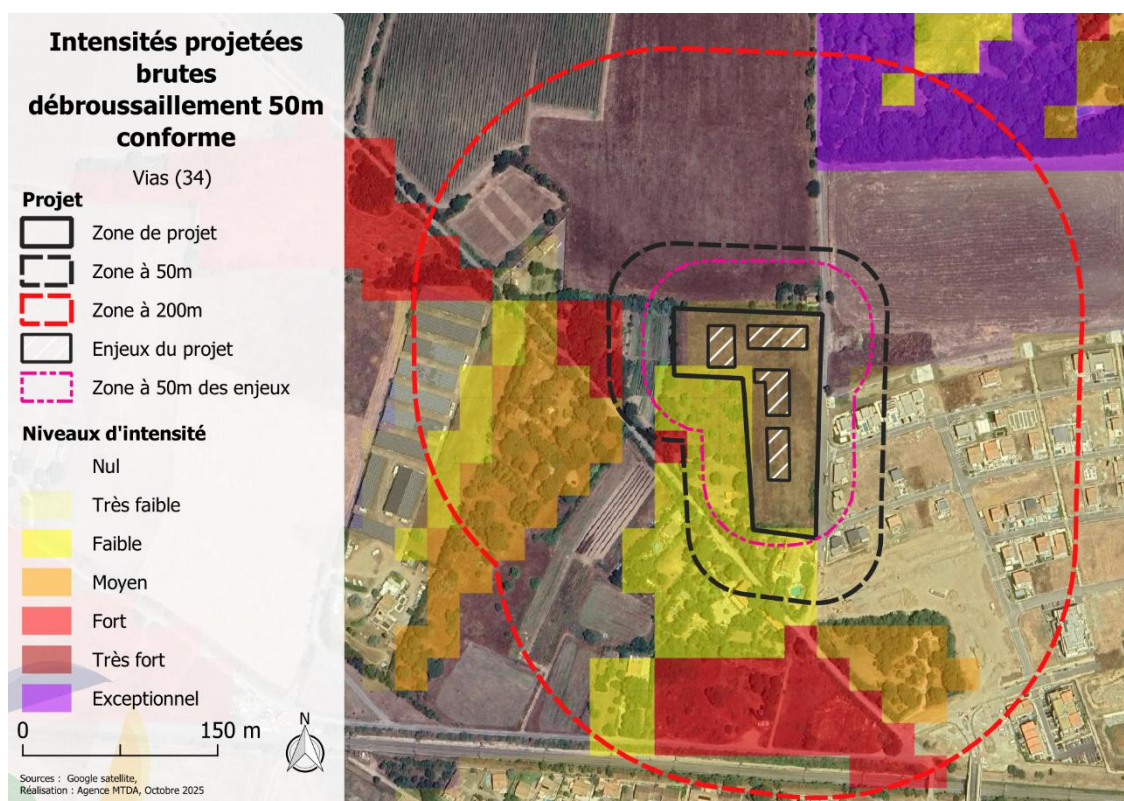 Intensités projetées
brutes
débroussaillement 50m
conforme
Vias (34)
Projet
Zone de projet
Zone à 50m
Zone à 200m
Enjeux du projet
Zone à 50m des enjeux
Niveaux d'intensité
Nul
Très faible
Faible
Moyen
Fort
Très fort
Exceptionnel
0 150 m
N
Sources : Google satellite,
Réalisation : Agence MTDA, Octobre 2025